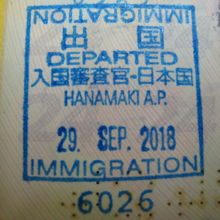 IMMIGRATION
出 国
DEPARTED
入国審査官-日本国
HANAMAKI A.P.
29. SEP. 2018
IMMIGRATION
6026